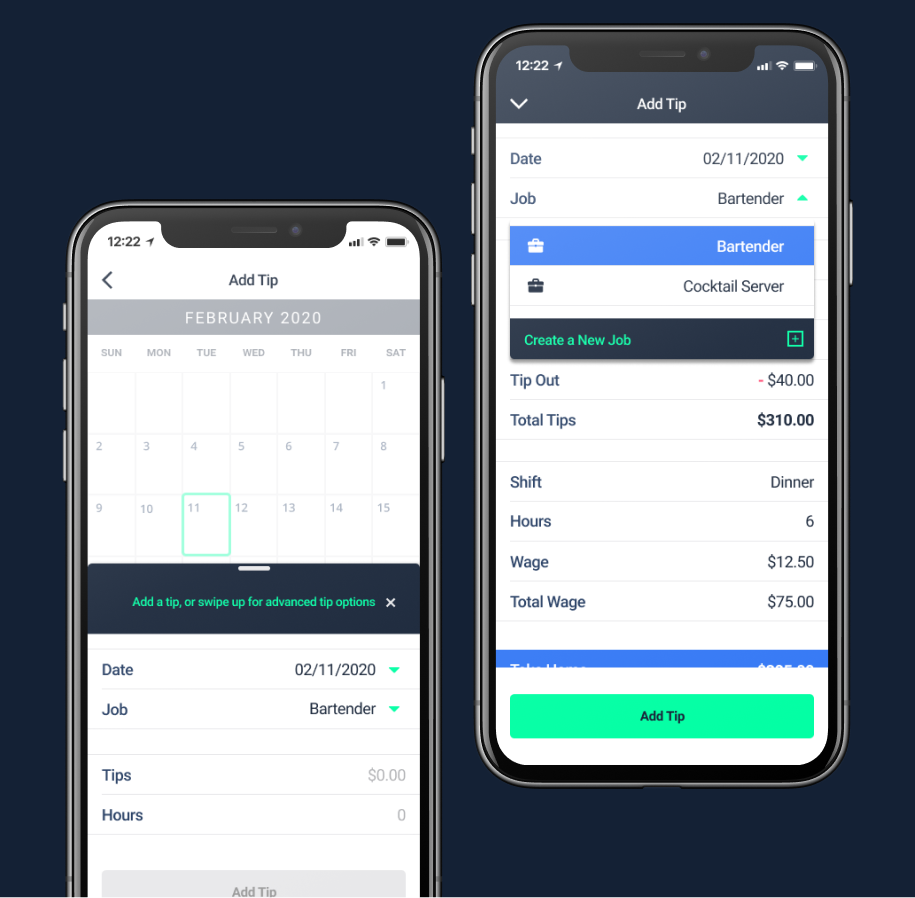 12:22
Add Tip
FEBRUARY 2020
SUN MON TUE WED THU FRI SAT
1
2 3 4 5 6 7 8
9 10 11 12 13 14 15
Add a tip, or swipe up for advanced tip options
Date 02/11/2020
Job Bartender
Tips $0.00
Hours 0
Add Tip
12:22
Add Tip
Date 02/11/2020
Job Bartender
Bartender
Cocktail Server
Create a New Job
Tip Out - $40.00
Total Tips $310.00
Shift Dinner
Hours 6
Wage $12.50
Total Wage $75.00
Take Home
Add Tip